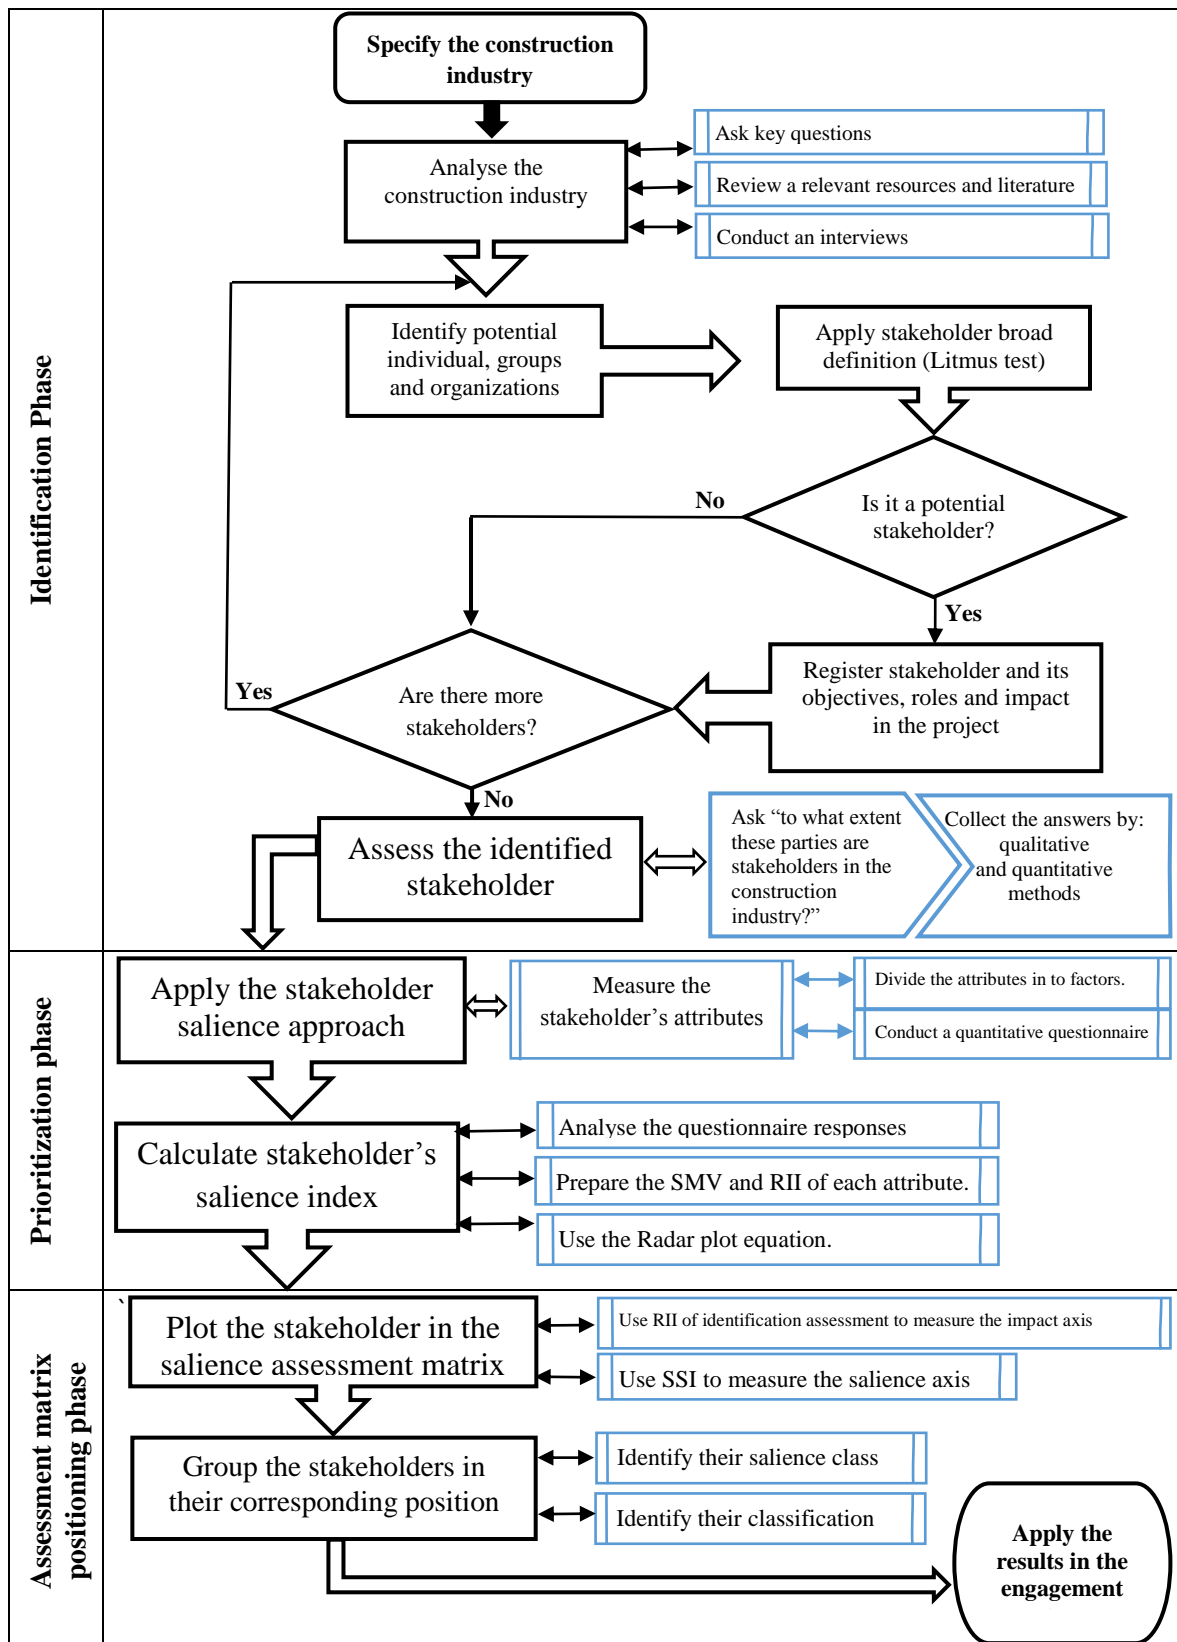 Identification Phase
Specify the construction
industry
Analyse the
construction industry
Ask key questions
Review a relevant resources and literature
Conduct an interviews
Identify potential
individual, groups
and organizations
Apply stakeholder broad
definition (Litmus test)
Is it a potential
stakeholder?
No
Yes
Register stakeholder and its
objectives, roles and impact
in the project
Are there more
stakeholders?
Yes
No
Assess the identified
stakeholder
Ask “to what extent
these parties are
stakeholders in the
construction
industry?”
Collect the answers by:
qualitative
and quantitative
methods
Prioritization phase
Apply the stakeholder
salience approach
Measure the
stakeholder’s attributes
Divide the attributes in to factors.
Conduct a quantitative questionnaire
Calculate stakeholder’s
salience index
Analyse the questionnaire responses
Prepare the SMV and RII of each attribute.
Use the Radar plot equation.
Assessment matrix
positioning phase
`
Plot the stakeholder in the
salience assessment matrix
Use RII of identification assessment to measure the impact axis
Use SSI to measure the salience axis
Group the stakeholders in
their corresponding position
Identify their salience class
Identify their classification
Apply the
results in the
engagement